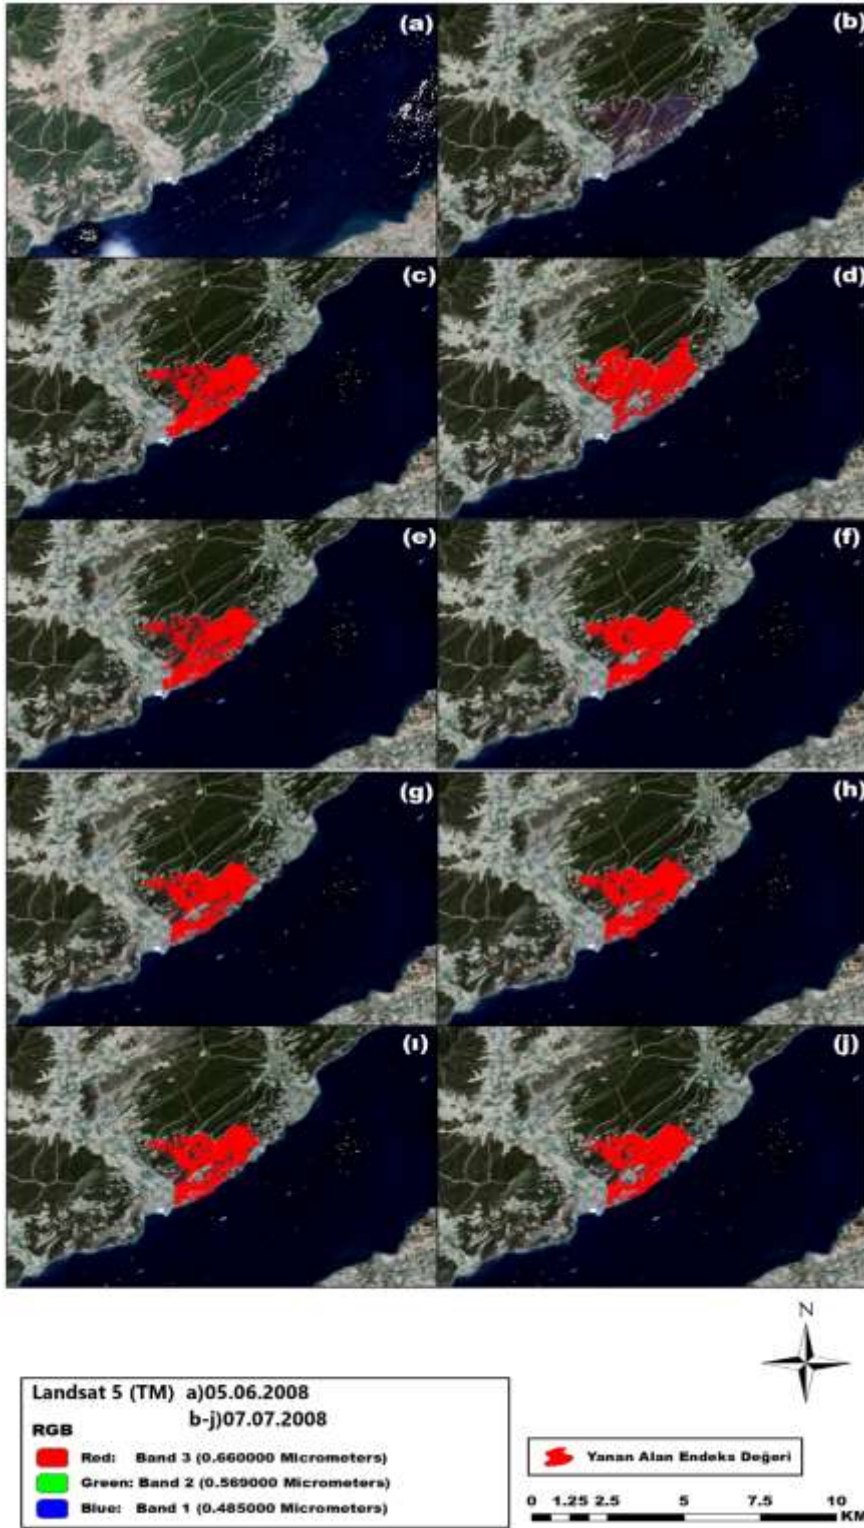 (a)
(b)
(c)
(d)
(e)
(f)
(g)
(h)
(ı)
(j)
N
Landsat 5 (TM) a)05.06.2008
b-j)07.07.2008
RGB
Red: Band 3 (0.660000 Micrometers)
Green: Band 2 (0.569000 Micrometers)
Blue: Band 1 (0.485000 Micrometers)
Yanan Alan Endeks Değeri
0 1.25 2.5 5 7.5 10
KM